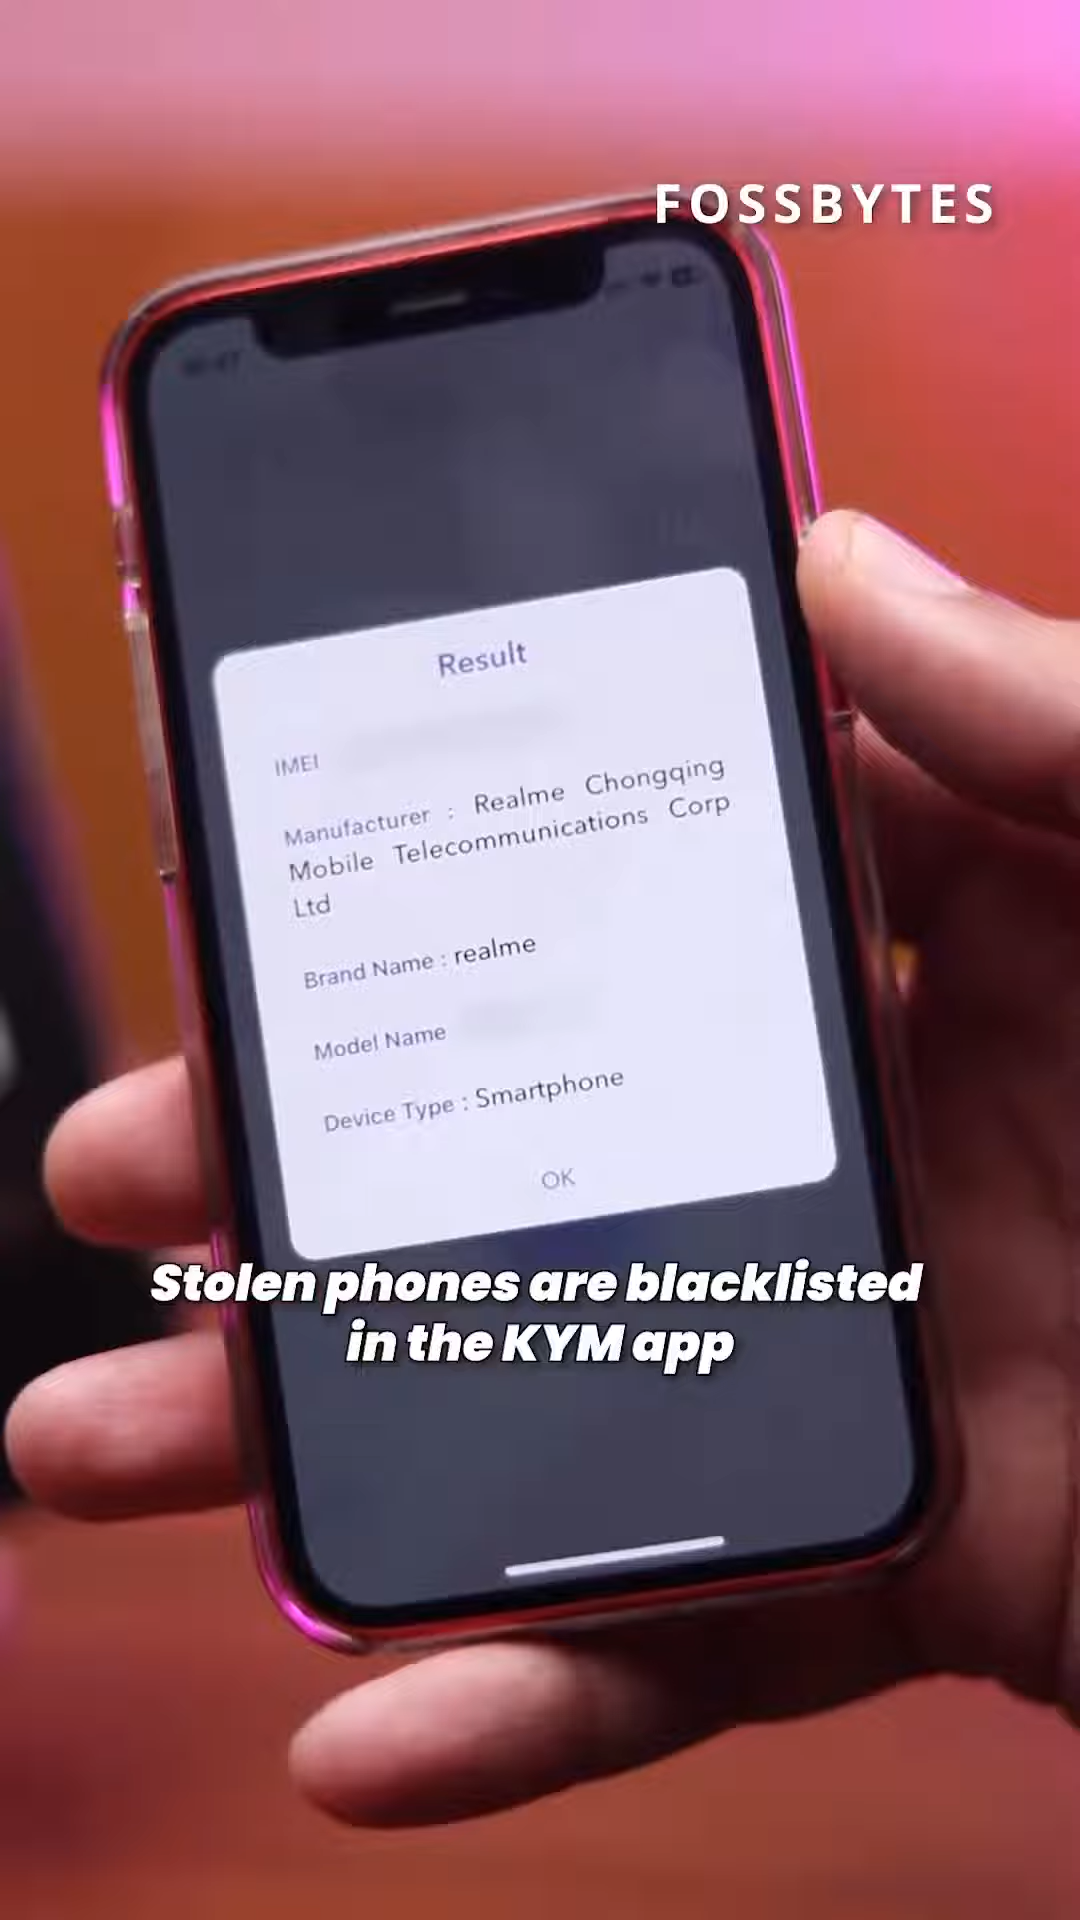 FOSSBYTES
Result
IMEI
Manufacturer : Realme Chongqing
Mobile Telecommunications Corp
Ltd
Brand Name : realme
Model Name
Device Type : Smartphone
OK
Stolen phones are blacklisted
in the KYM app